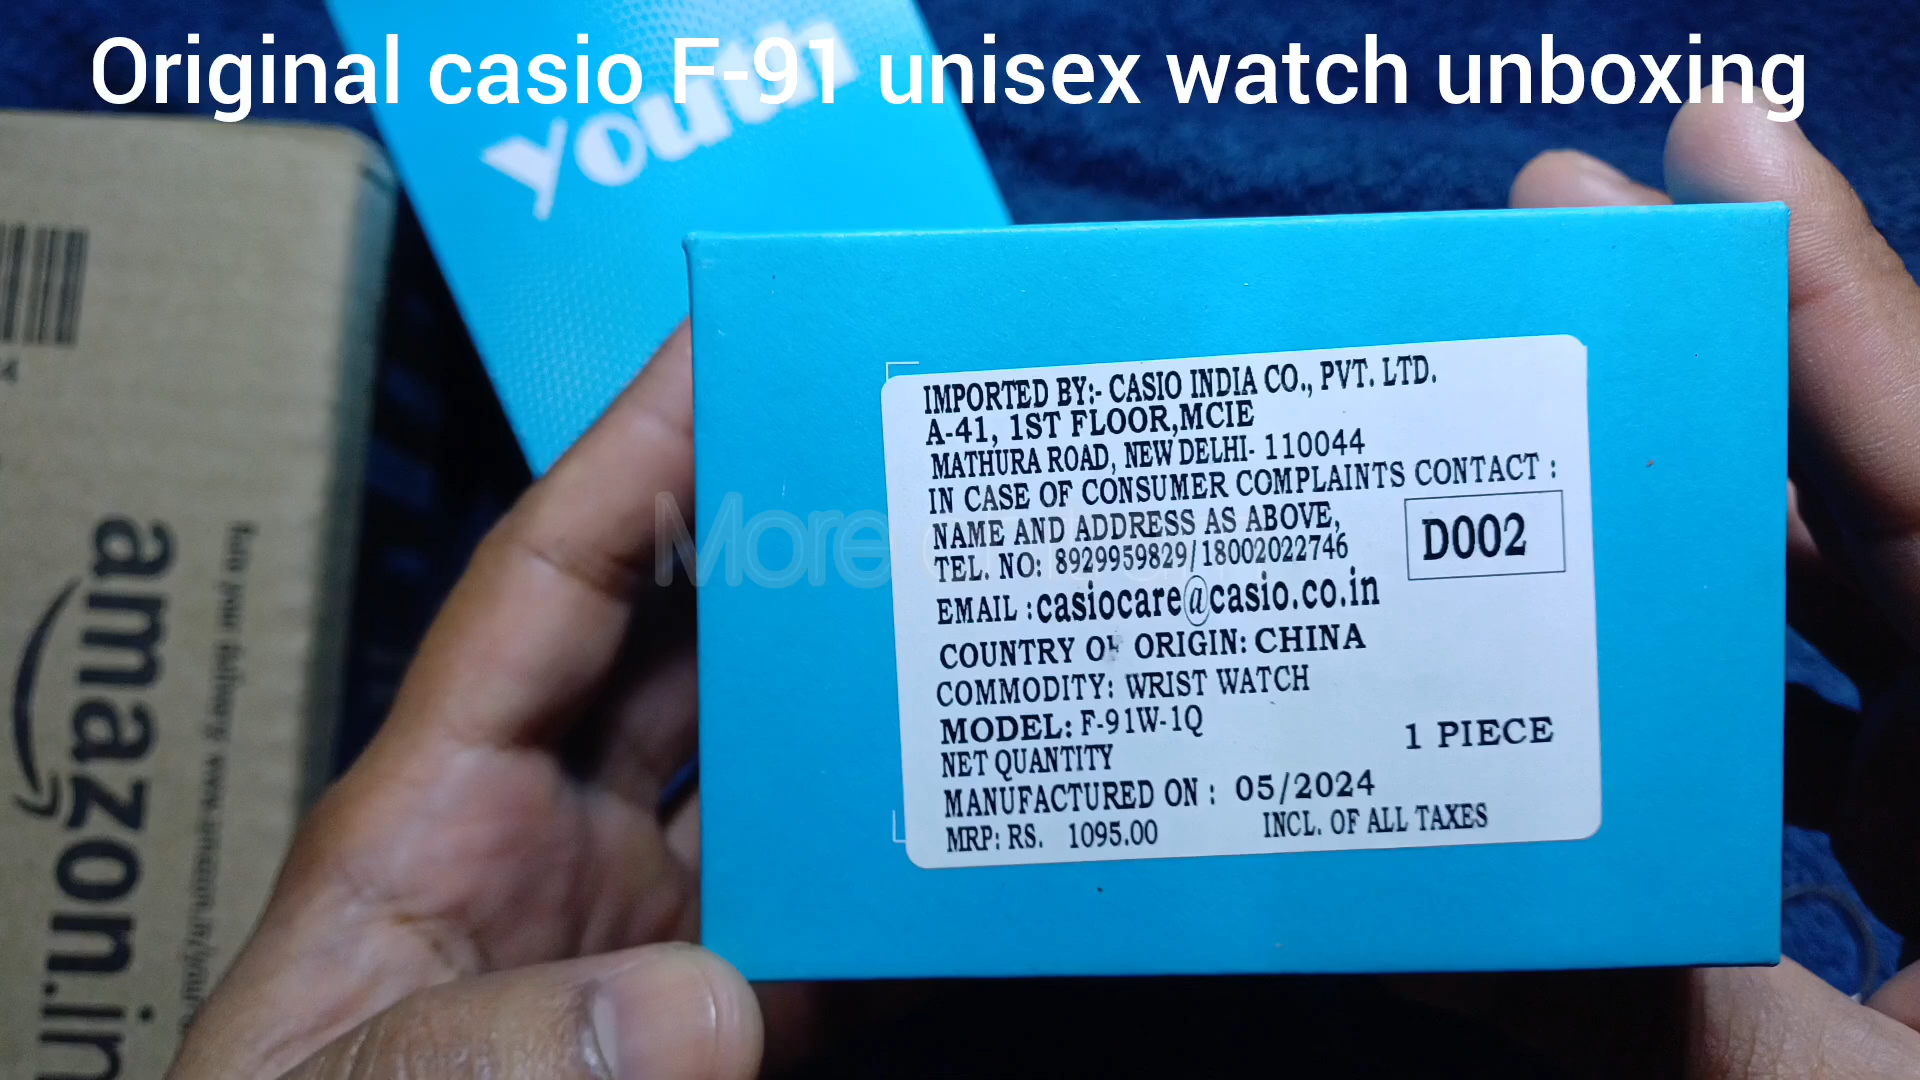 Original casio F-91 unisex watch unboxing
Youth
IMPORTED BY:- CASIO INDIA CO., PVT. LTD.
A-41, 1ST FLOOR,MCIE
MATHURA ROAD, NEW DELHI- 110044
IN CASE OF CONSUMER COMPLAINTS CONTACT :
NAME AND ADDRESS AS ABOVE,
TEL. NO: 8929959829/18002022746
D002
EMAIL :casiocare@casio.co.in
COUNTRY OF ORIGIN: CHINA
COMMODITY: WRIST WATCH
MODEL: F-91W-1Q
NET QUANTITY 1 PIECE
MANUFACTURED ON : 05/2024
MRP: RS. 1095.00 INCL. OF ALL TAXES
More
amazon.in